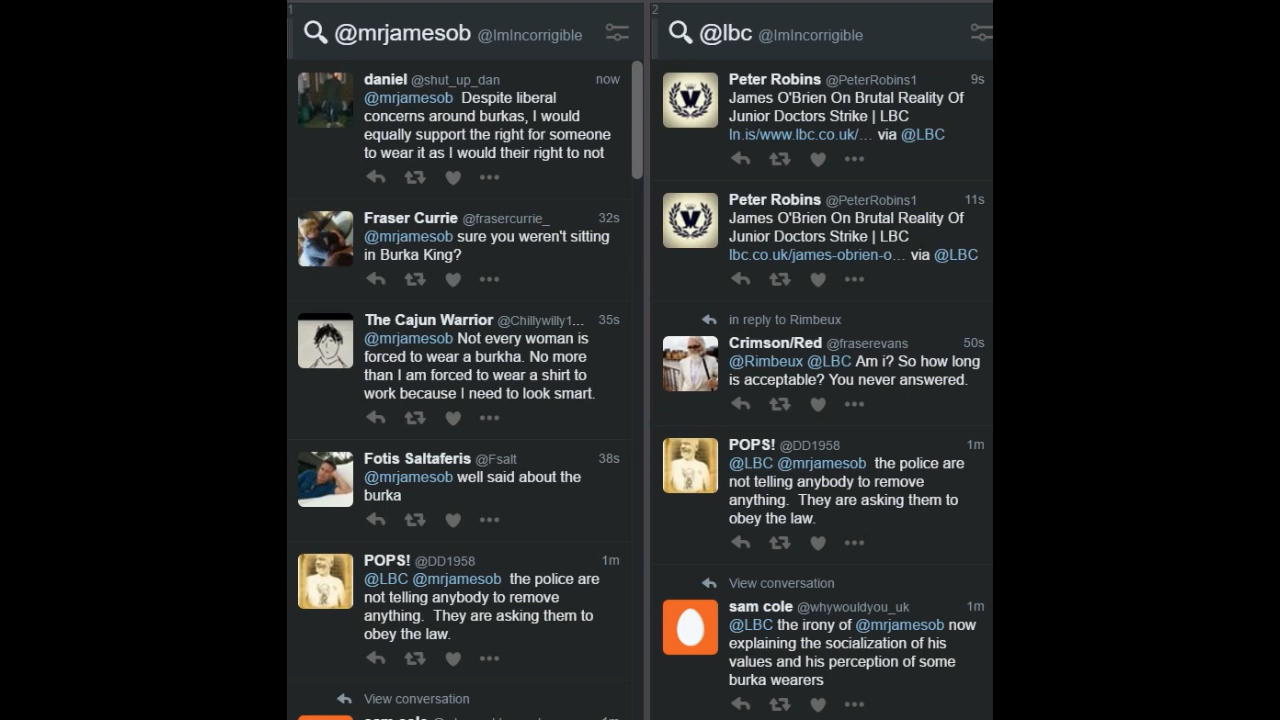 1
@mrjamesob @ImIncorrigible
daniel @shut_up_dan now
@mrjamesob Despite liberal
concerns around burkas, I would
equally support the right for someone
to wear it as I would their right to not
Fraser Currie @frasercurrie_ 32s
@mrjamesob sure you weren't sitting
in Burka King?
The Cajun Warrior @Chillywilly1... 35s
@mrjamesob Not every woman is
forced to wear a burkha. No more
than I am forced to wear a shirt to
work because I need to look smart.
Fotis Saltaferis @Fsalt 38s
@mrjamesob well said about the
burka
POPS! @DD1958 1m
@LBC @mrjamesob the police are
not telling anybody to remove
anything. They are asking them to
obey the law.
View conversation
2
@lbc @ImIncorrigible
Peter Robins @PeterRobins1 9s
James O'Brien On Brutal Reality Of
Junior Doctors Strike | LBC
ln.is/www.lbc.co.uk/... via @LBC
Peter Robins @PeterRobins1 11s
James O'Brien On Brutal Reality Of
Junior Doctors Strike | LBC
lbc.co.uk/james-obrien-o... via @LBC
in reply to Rimbeux
Crimson/Red @fraserevans 50s
@Rimbeux @LBC Am i? So how long
is acceptable? You never answered.
POPS! @DD1958 1m
@LBC @mrjamesob the police are
not telling anybody to remove
anything. They are asking them to
obey the law.
View conversation
sam cole @whywouldyou_uk 1m
@LBC the irony of @mrjamesob now
explaining the socialization of his
values and his perception of some
burka wearers